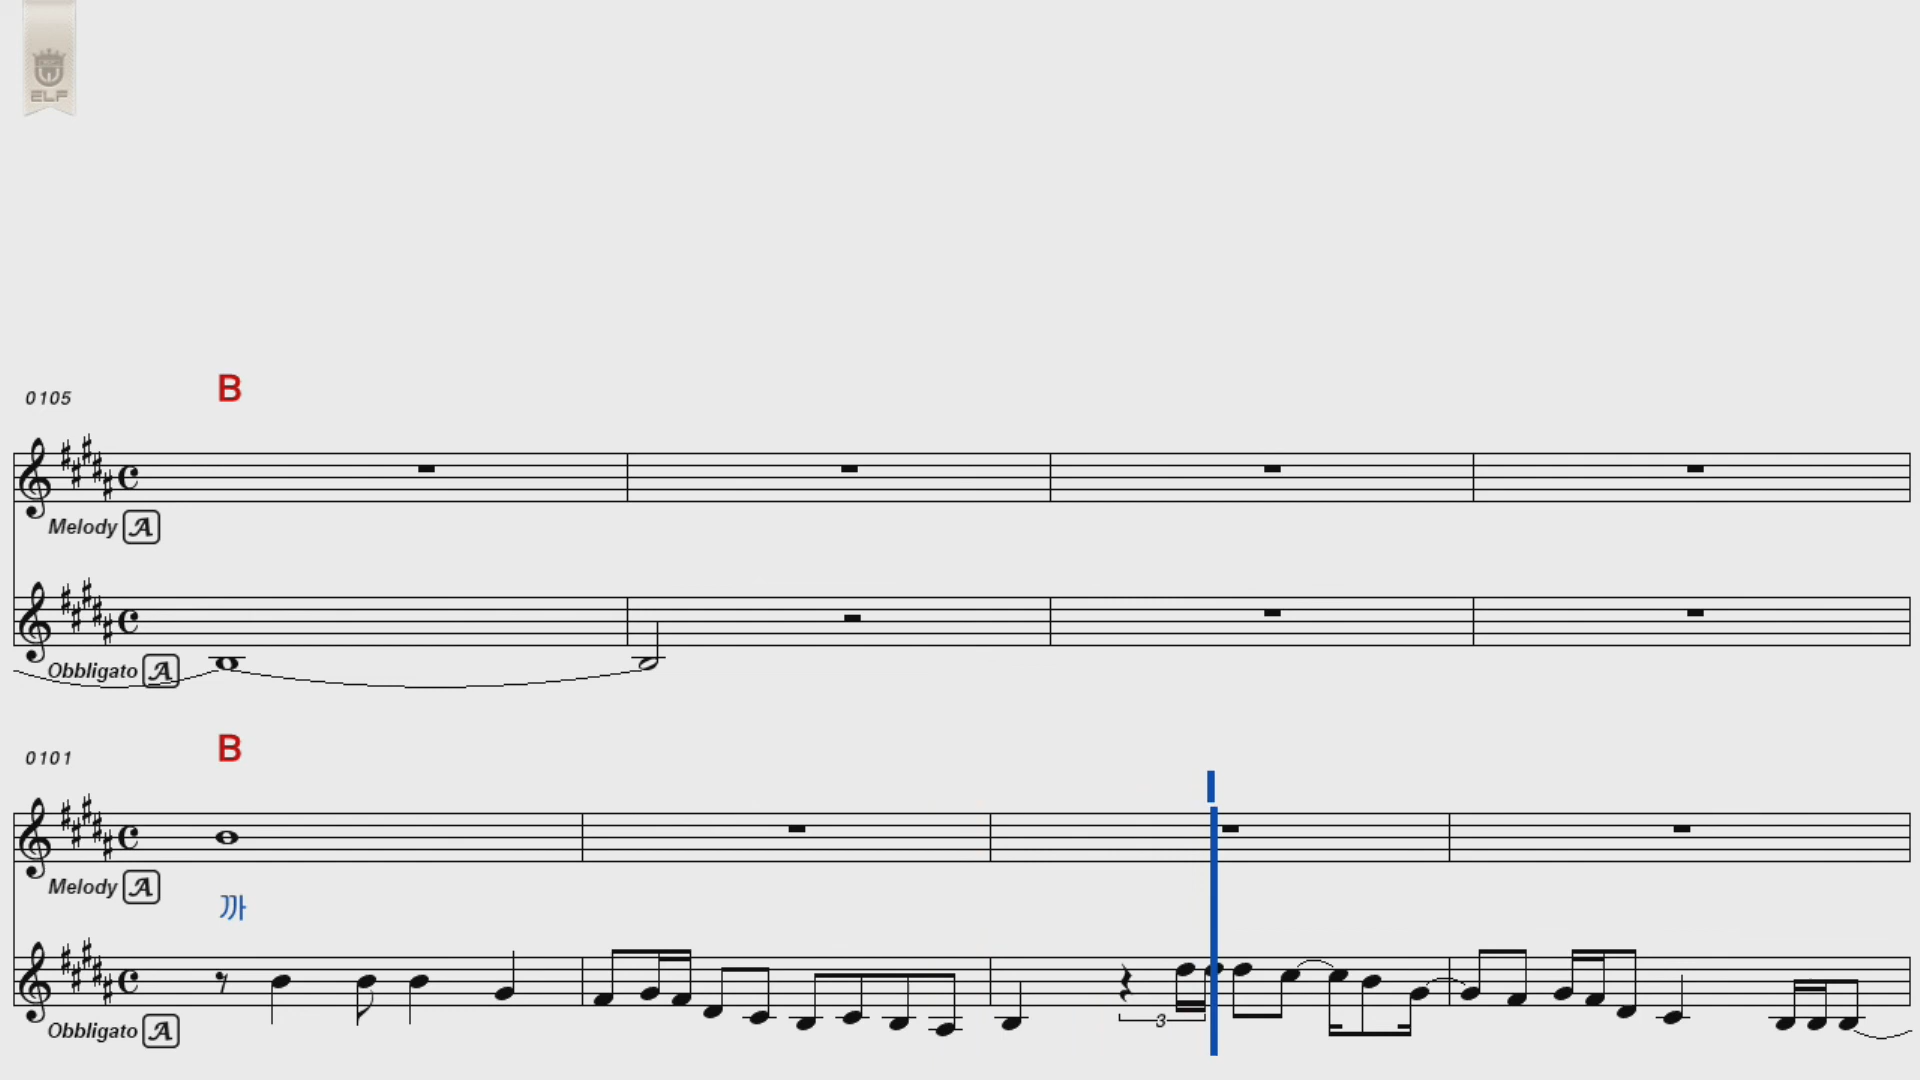 ELF
B
0105
Melody A
Obbligato A
B
0101
Melody A
까
Obbligato A
3